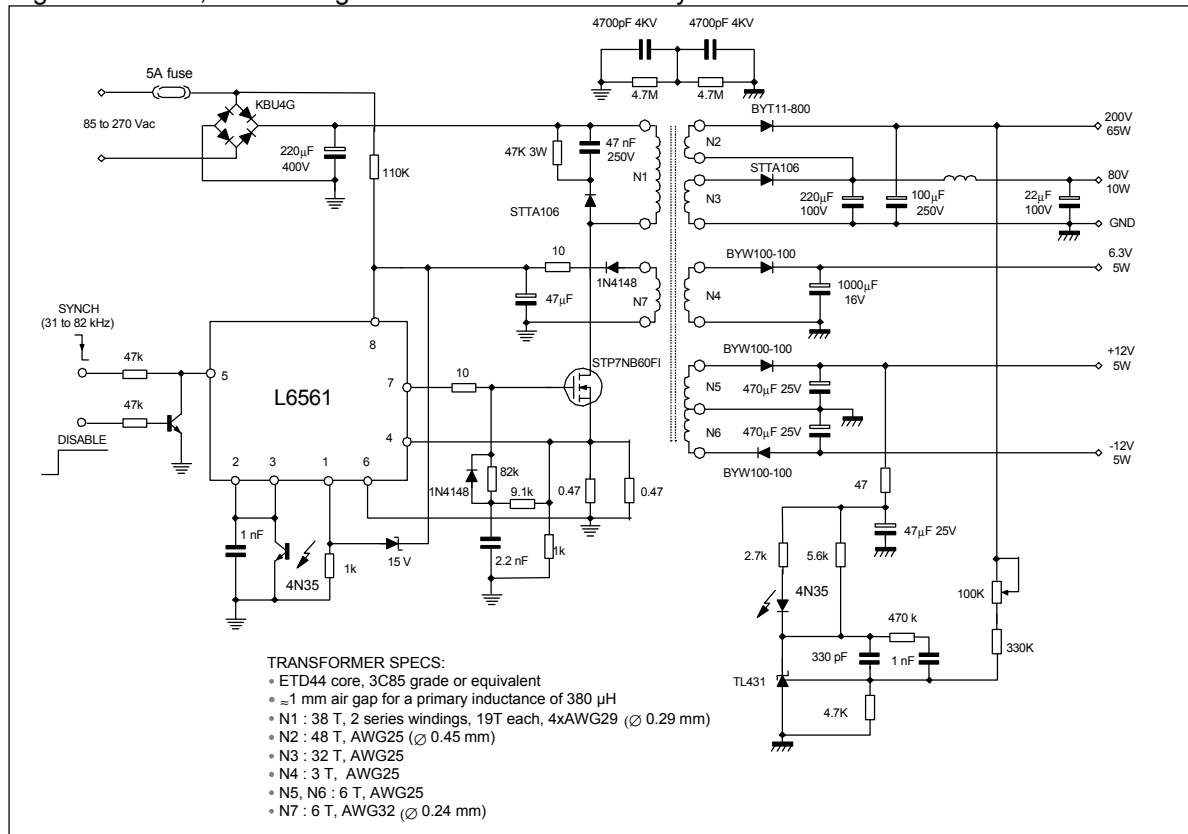 4700pF 4KV
4700pF 4KV
4.7M
4.7M
5A fuse
KBU4G
85 to 270 Vac
220µF
400V
110K
47K 3W
47 nF
250V
N1
STTA106
BYT11-800
N2
200V
65W
STTA106
N3
220µF
100V
100µF
250V
22µF
100V
80V
10W
GND
10
1N4148
47µF
N7
BYW100-100
N4
1000µF
16V
6.3V
5W
SYNCH
(31 to 82 kHz)
47k
5
8
L6561
7
10
STP7NB60FI
BYW100-100
N5
470µF 25V
+12V
5W
47k
DISABLE
4
N6
470µF 25V
BYW100-100
-12V
5W
2
3
1
6
1N4148
82k
9.1k
0.47
0.47
47
47µF 25V
1 nF
4N35
1k
15 V
2.2 nF
1k
2.7k
5.6k
4N35
100K
470 k
330 pF
1 nF
330K
TL431
4.7K
TRANSFORMER SPECS:
• ETD44 core, 3C85 grade or equivalent
• ≈1 mm air gap for a primary inductance of 380 µH
• N1 : 38 T, 2 series windings, 19T each, 4xAWG29 (∅ 0.29 mm)
• N2 : 48 T, AWG25 (∅ 0.45 mm)
• N3 : 32 T, AWG25
• N4 : 3 T, AWG25
• N5, N6 : 6 T, AWG25
• N7 : 6 T, AWG32 (∅ 0.24 mm)